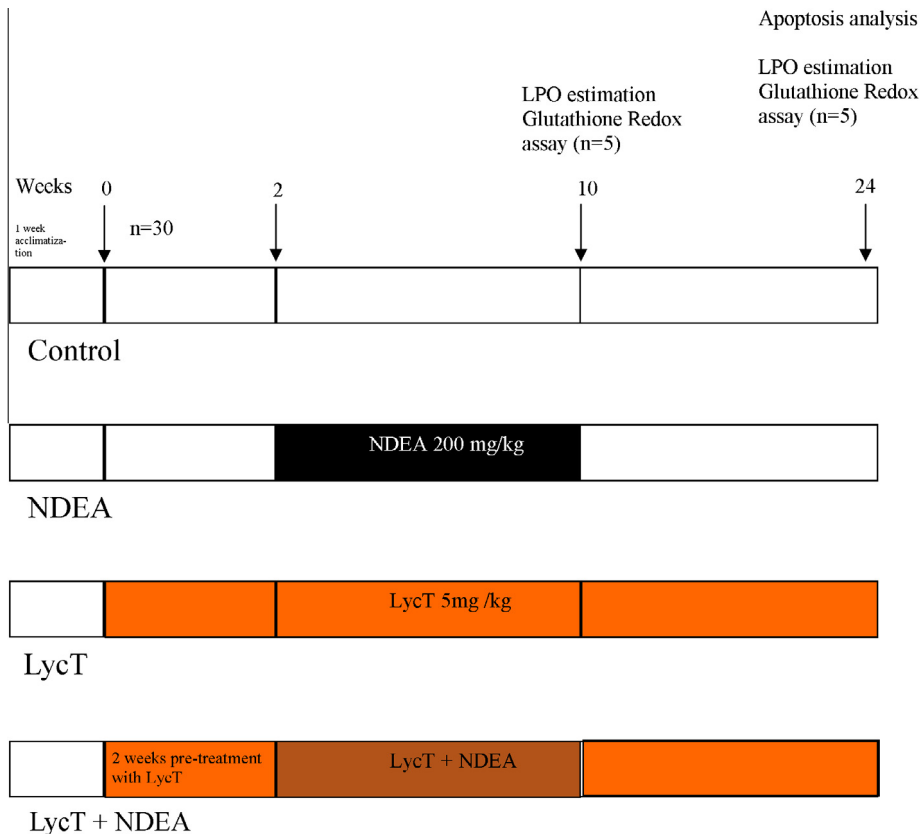 Apoptosis analysis
LPO estimation
Glutathione Redox
assay (n=5)
LPO estimation
Glutathione Redox
assay (n=5)
Weeks 0 2 10 24
1 week
acclimatiza-
tion
n=30
Control
NDEA 200 mg/kg
NDEA
LycT 5mg /kg
LycT
2 weeks pre-treatment
with LycT
LycT + NDEA
LycT + NDEA